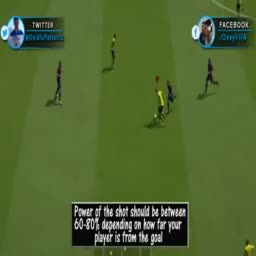 TWITTER
FACEBOOK
/OvvyFIFA
Power of the shot should be between
60-80% depending on how far your
player is from the goal